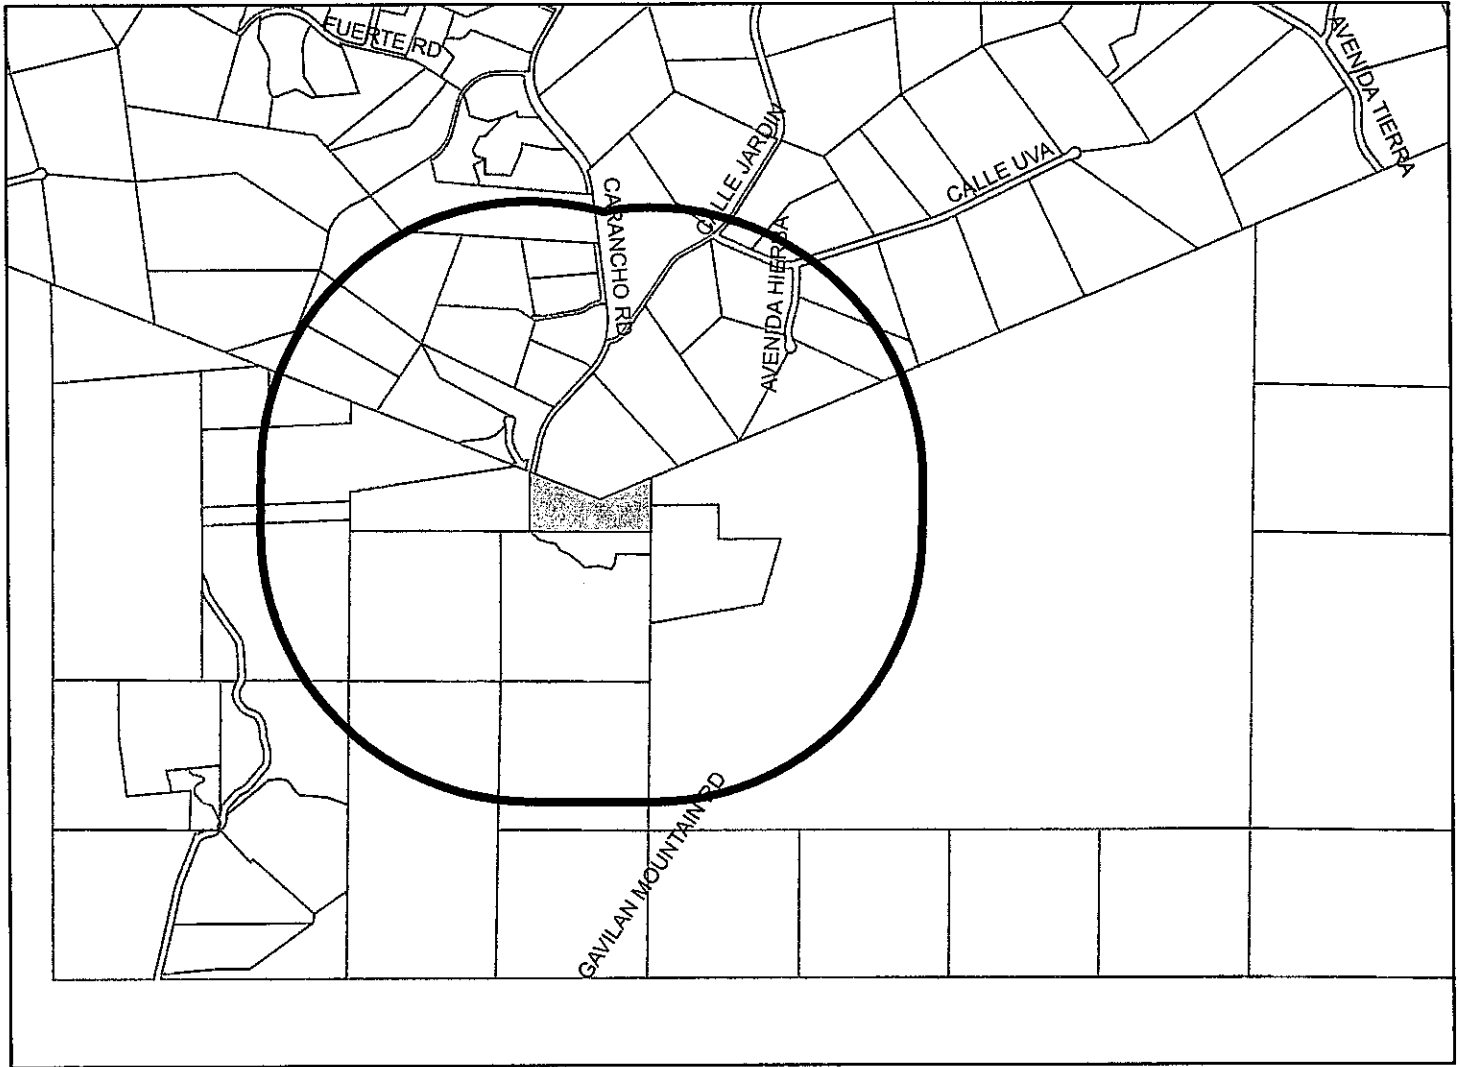 FUERTE RD
AVENIDA TIERRA
CALLE JARDIN
CALLE UVA
CARANCHO RD
AVENIDA HIERBA
GAVILAN MOUNTAIN RD